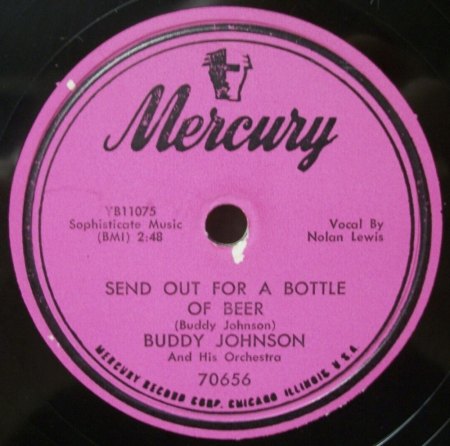 Mercury
YB11075
Sophisticate Music
(BMI) 2:48
Vocal By
Nolan Lewis
SEND OUT FOR A BOTTLE
OF BEER
(Buddy Johnson)
BUDDY JOHNSON
And His Orchestra
70656
MERCURY RECORD CORP. CHICAGO ILLINOIS, U.S.A.